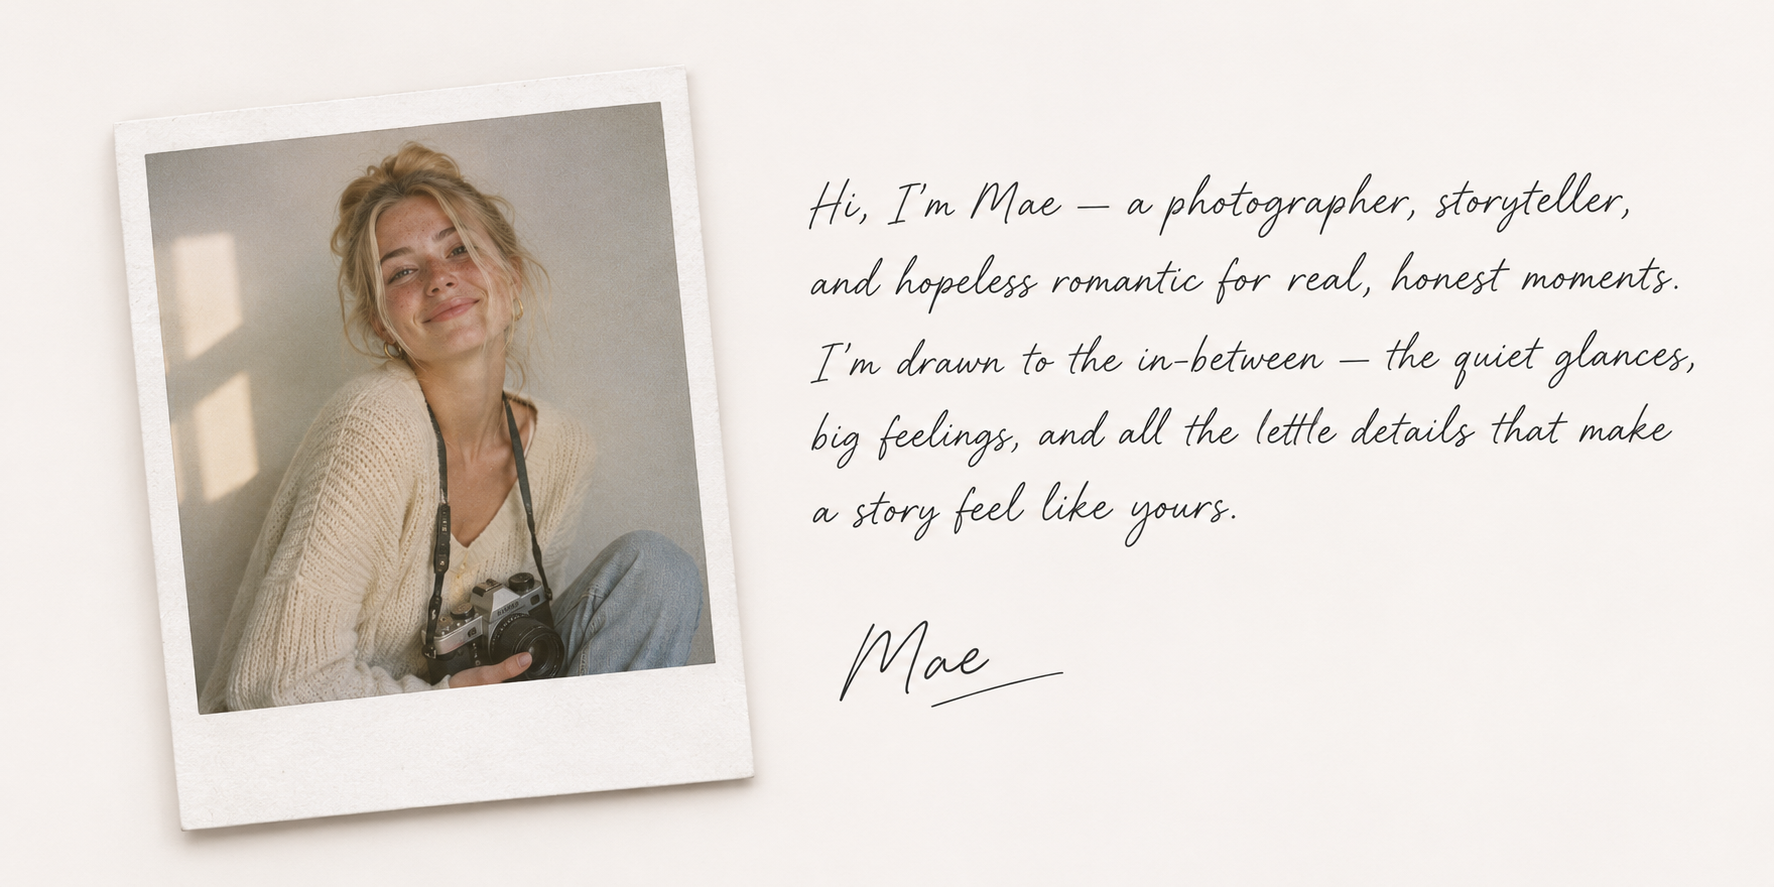 Hi, I'm Mae — a photographer, storyteller,
and hopeless romantic for real, honest moments.
I'm drawn to the in-between — the quiet glances,
big feelings, and all the lettle details that make
a story feel like yours.
Mae